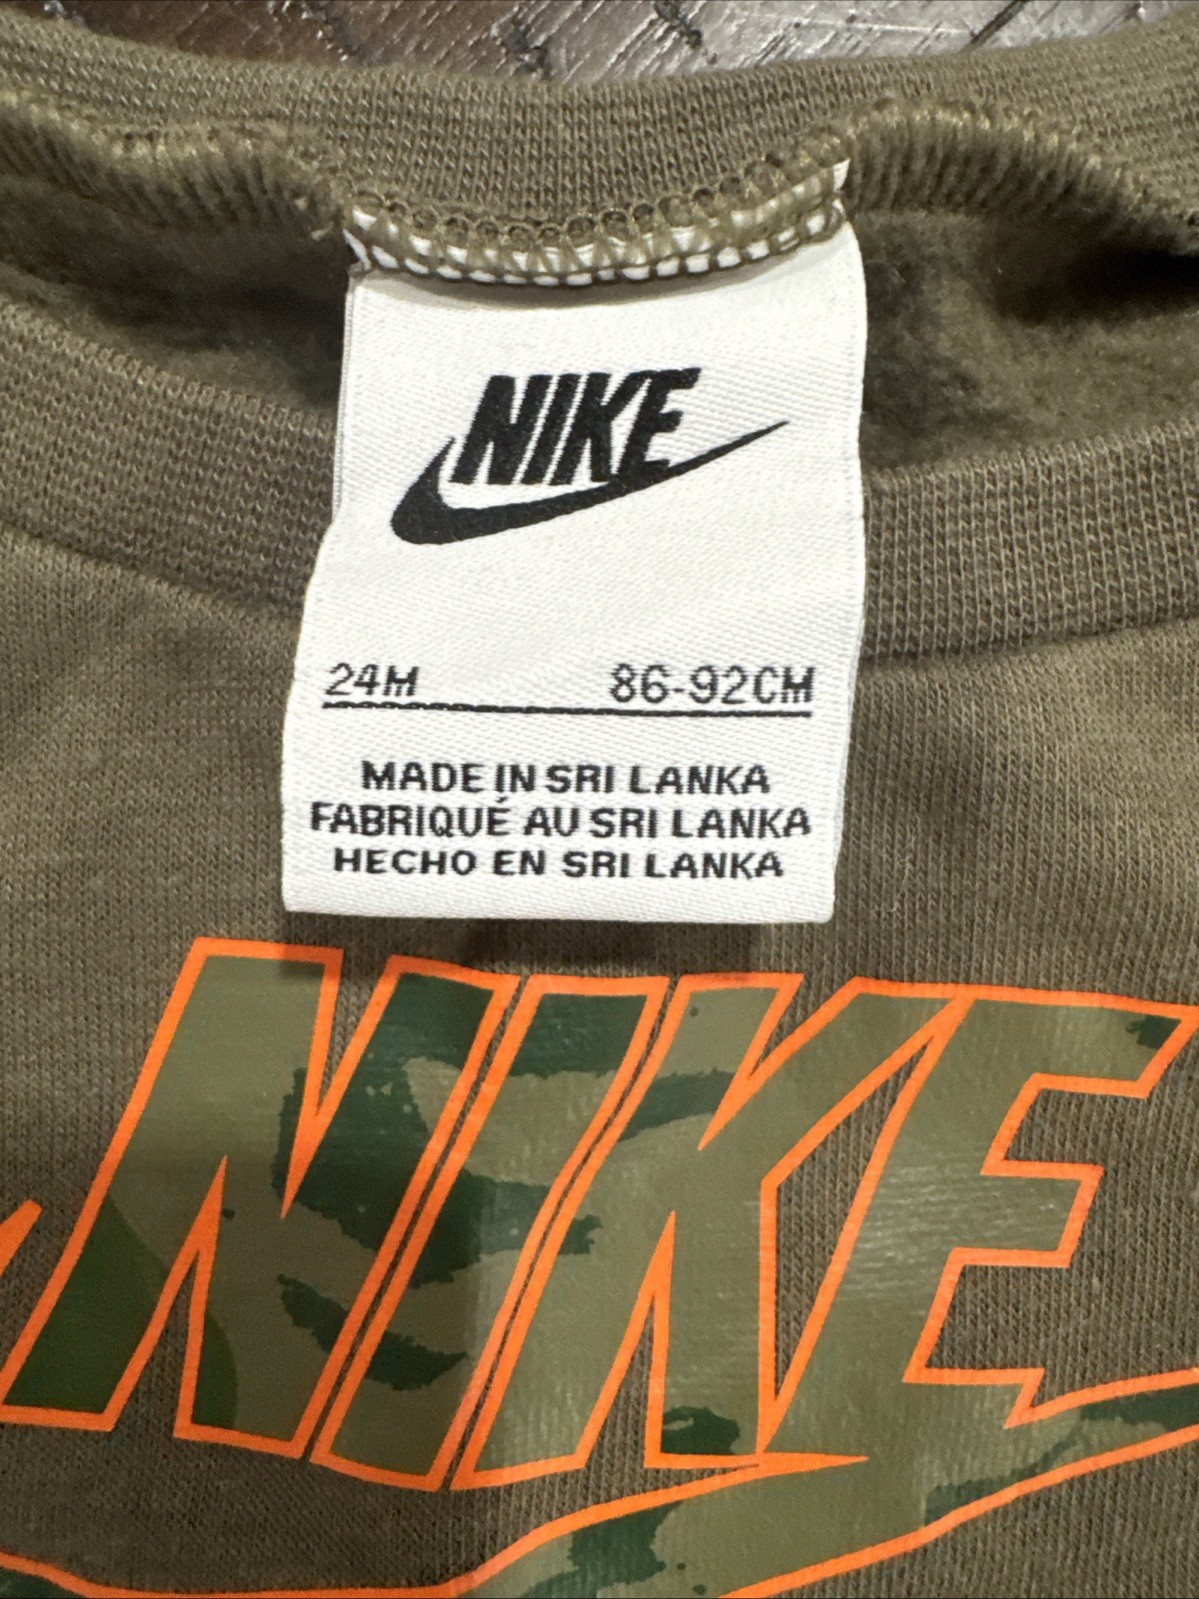 NIKE
24M 86-92CM
MADE IN SRI LANKA
FABRIQUÉ AU SRI LANKA
HECHO EN SRI LANKA
NIKE